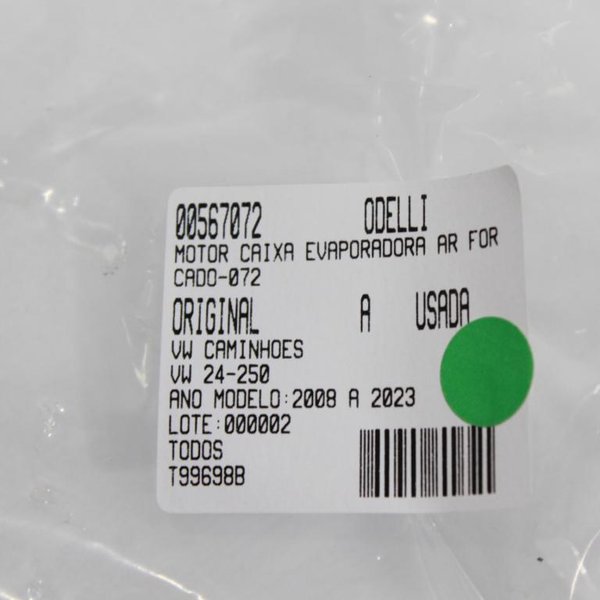 00567072 ODELLI
MOTOR CAIXA EVAPORADORA AR FOR
CADO-072
ORIGINAL A USADA
VW CAMINHOES
VW 24-250
ANO MODELO:2008 A 2023
LOTE:000002
TODOS
T99698B